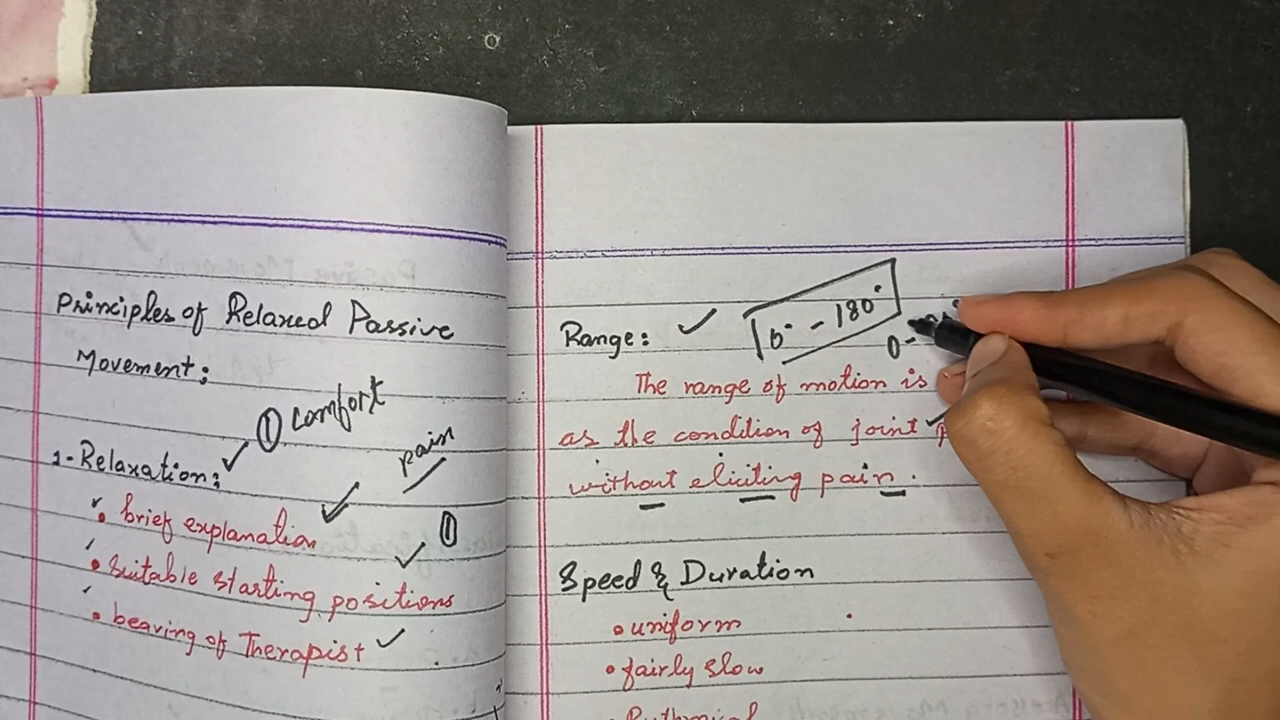 Principles of Relaxed Passive
Movement:
① comfort
1- Relaxation:
pain
• brief explanation
①
• Suitable starting positions
• beaving of Therapist
Range:
0° - 180°
0 -
The range of motion is
as the condition of joint
without eliciting pain.
Speed & Duration
• uniform
• fairly slow
• Rythmical